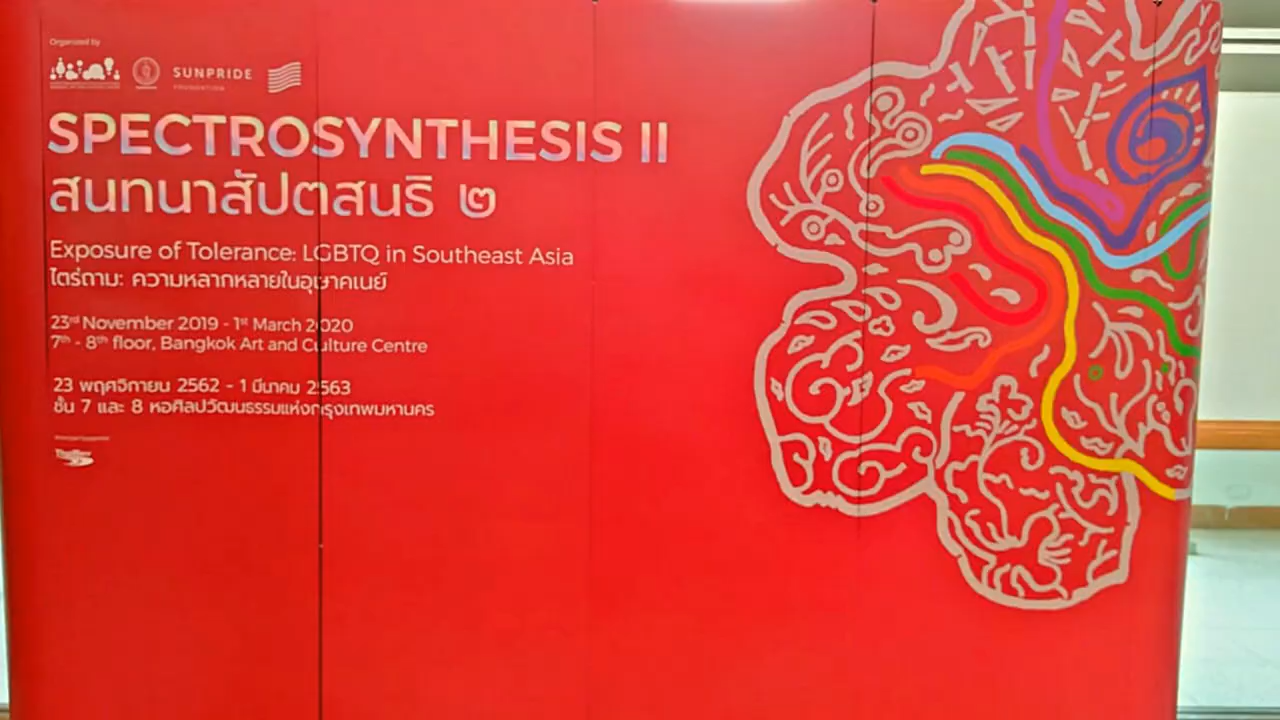 Organized by
SUNPRIDE
FOUNDATION
SPECTROSYNTHESIS II
สนทนาสัปตสนธิ ๒
Exposure of Tolerance: LGBTQ in Southeast Asia
ไตร่ถาม: ความหลากหลายในอุษาคเนย์
23rd November 2019 - 1st March 2020
7th - 8th floor, Bangkok Art and Culture Centre
23 พฤศจิกายน 2562 - 1 มีนาคม 2563
ชั้น 7 และ 8 หอศิลปวัฒนธรรมแห่งกรุงเทพมหานคร